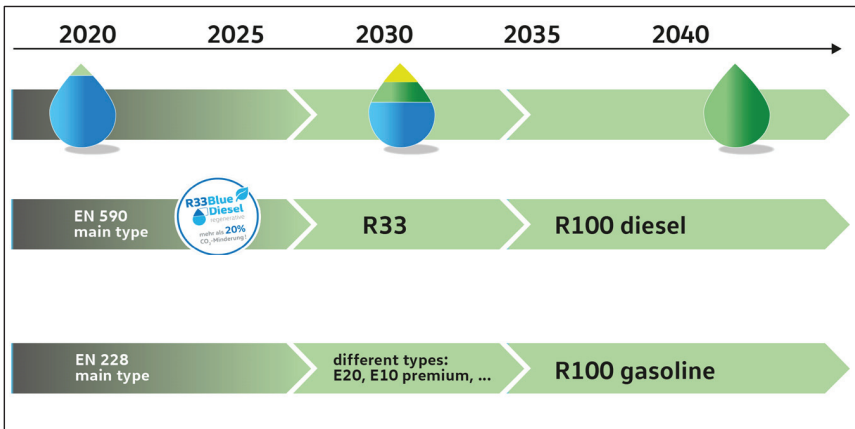 2020 2025 2030 2035 2040
EN 590
main type
R33Blue
Diesel
regenerative
mehr als 20%
CO₂-Minderung!
R33
R100 diesel
EN 228
main type
different types:
E20, E10 premium, ...
R100 gasoline